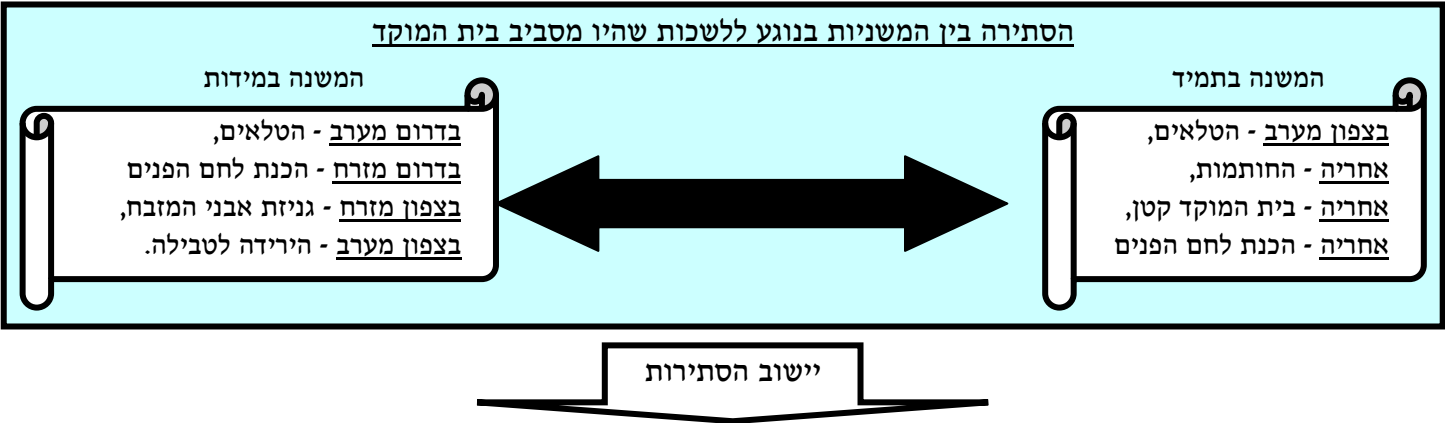 הסתירה בין המשניות בנוגע ללשכות שהיו מסביב בית המוקד
המשנה בתמיד
בצפון מערב - הטלאים,
אחריה - החותמות,
אחריה - בית המוקד קטן,
אחריה - הכנת לחם הפנים
המשנה במידות
בדרום מערב - הטלאים,
בדרום מזרח - הכנת לחם הפנים
בצפון מזרח - גניזת אבני המזבח,
בצפון מערב - הירידה לטבילה.
יישוב הסתירות